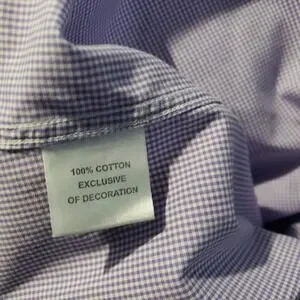 100% COTTON
EXCLUSIVE
OF DECORATION